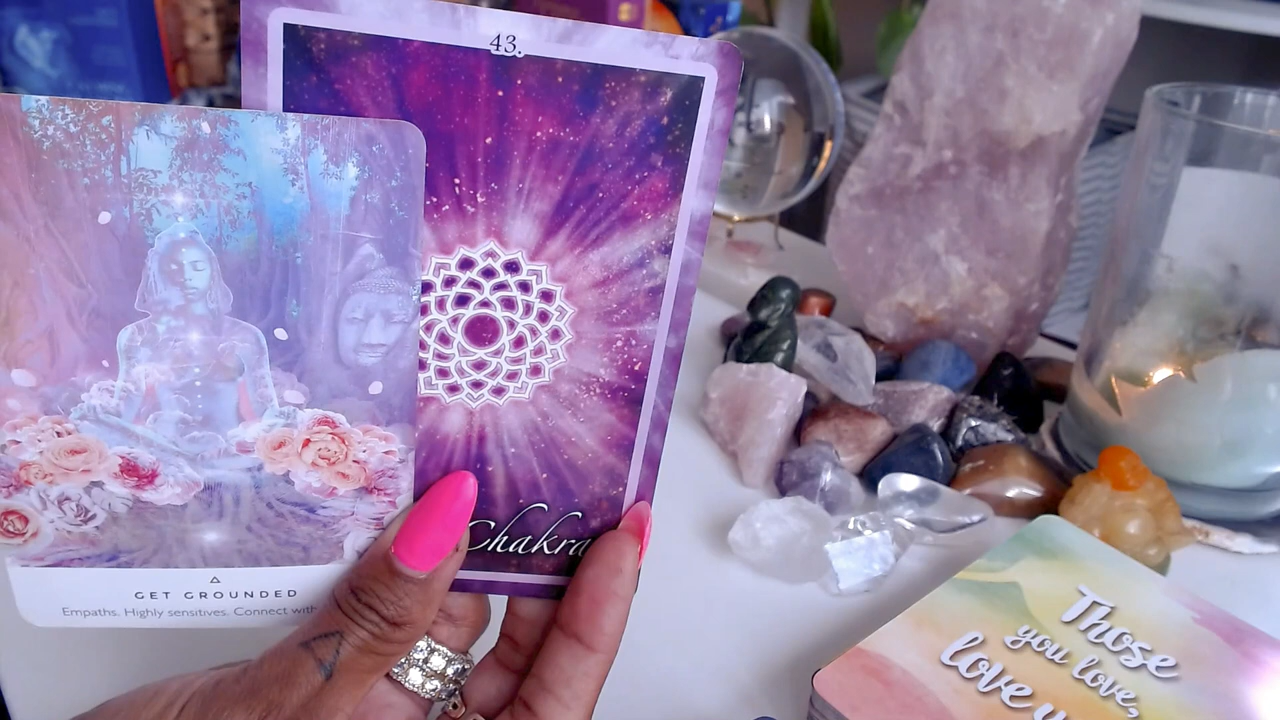 43.
Chakra
GET GROUNDED
Empaths. Highly sensitives. Connect with
Those
you love,
love